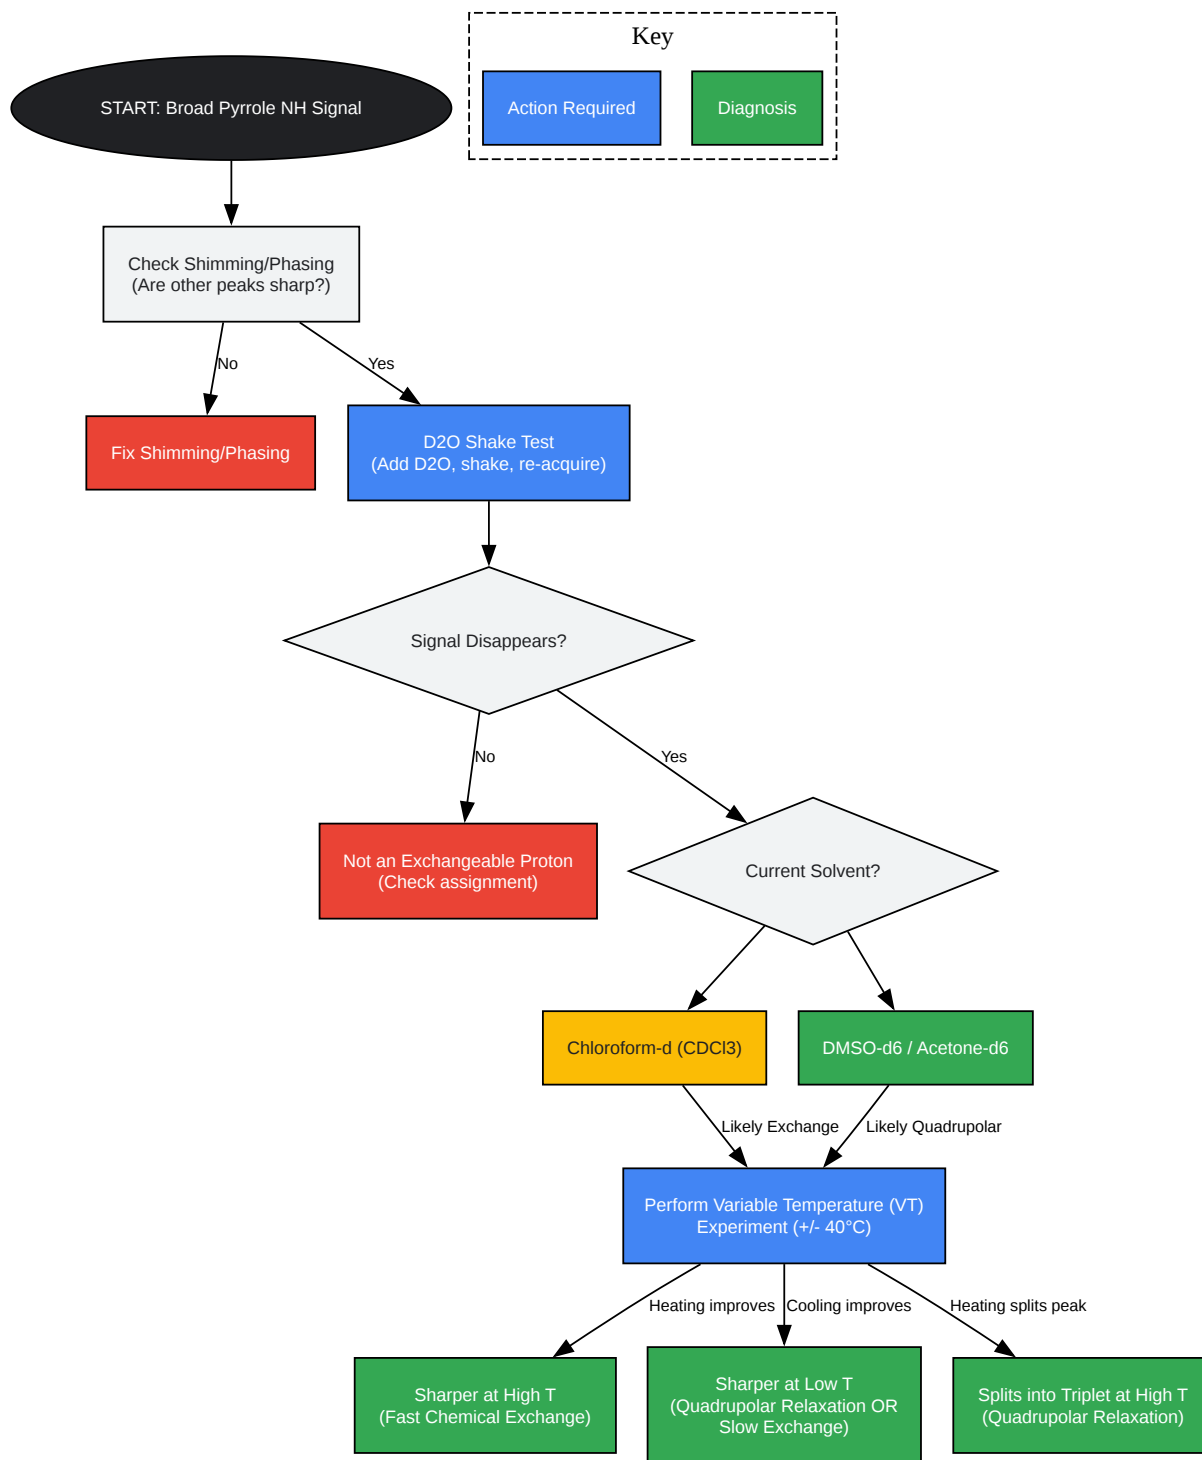 Key
Action Required
Diagnosis
START: Broad Pyrrole NH Signal
Check Shimming/Phasing
(Are other peaks sharp?)
No
Yes
Fix Shimming/Phasing
D2O Shake Test
(Add D2O, shake, re-acquire)
Signal Disappears?
No
Yes
Not an Exchangeable Proton
(Check assignment)
Current Solvent?
Chloroform-d (CDCl3)
DMSO-d6 / Acetone-d6
Likely Exchange
Likely Quadrupolar
Perform Variable Temperature (VT)
Experiment (+/- 40°C)
Heating improves
Cooling improves
Heating splits peak
Sharper at High T
(Fast Chemical Exchange)
Sharper at Low T
(Quadrupolar Relaxation OR
Slow Exchange)
Splits into Triplet at High T
(Quadrupolar Relaxation)